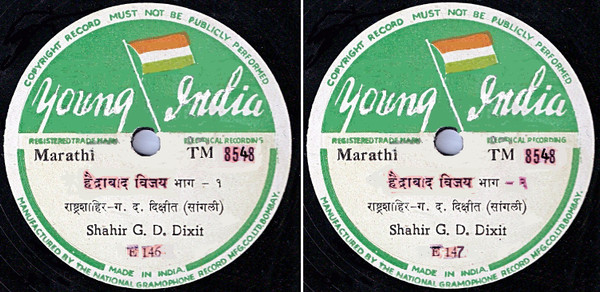 COPYRIGHT RECORD MUST NOT BE PUBLICLY PERFORMED
Young India
REGISTERED TRADE MARK ELECTRICAL RECORDING
Marathi TM 8548
हैद्राबाद विजय भाग - १
राष्ट्रशाहिर-ग. द. दिक्षीत (सांगली)
Shahir G. D. Dixit
E 146
MADE IN INDIA.
MANUFACTURED BY THE NATIONAL GRAMOPHONE RECORD MFG.CO.LTD.BOMBAY.
COPYRIGHT RECORD MUST NOT BE PUBLICLY PERFORMED
Young India
REGISTERED TRADE MARK ELECTRICAL RECORDING
Marathi TM 8548
हैद्राबाद विजय भाग - २
राष्ट्रशाहिर-ग. द. दिक्षीत (सांगली)
Shahir G. D. Dixit
E 147
MADE IN INDIA.
MANUFACTURED BY THE NATIONAL GRAMOPHONE RECORD MFG.CO.LTD.BOMBAY.